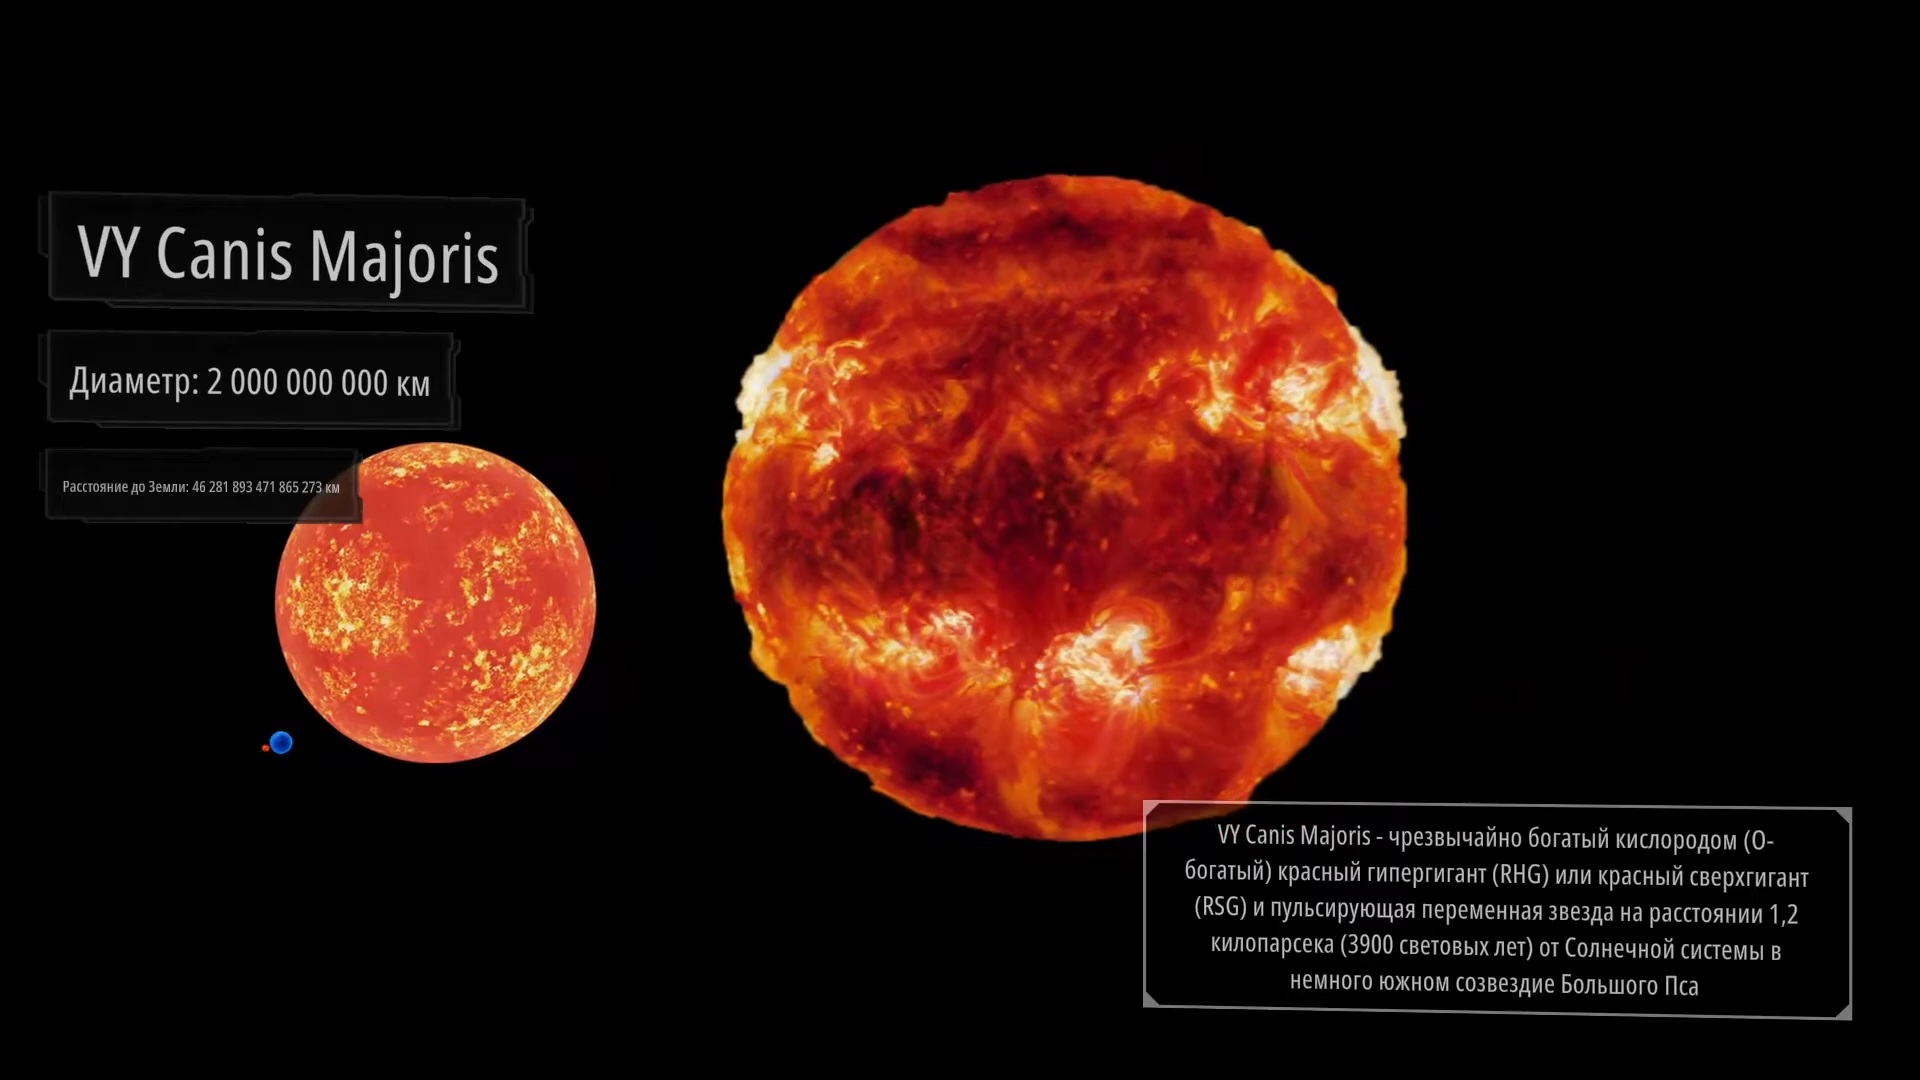 VY Canis Majoris
Диаметр: 2 000 000 000 км
Расстояние до Земли: 46 281 893 471 865 273 км
VY Canis Majoris - чрезвычайно богатый кислородом (О-
богатый) красный гипергигант (RHG) или красный сверхгигант
(RSG) и пульсирующая переменная звезда на расстоянии 1,2
килопарсека (3900 световых лет) от Солнечной системы в
немного южном созвездие Большого Пса